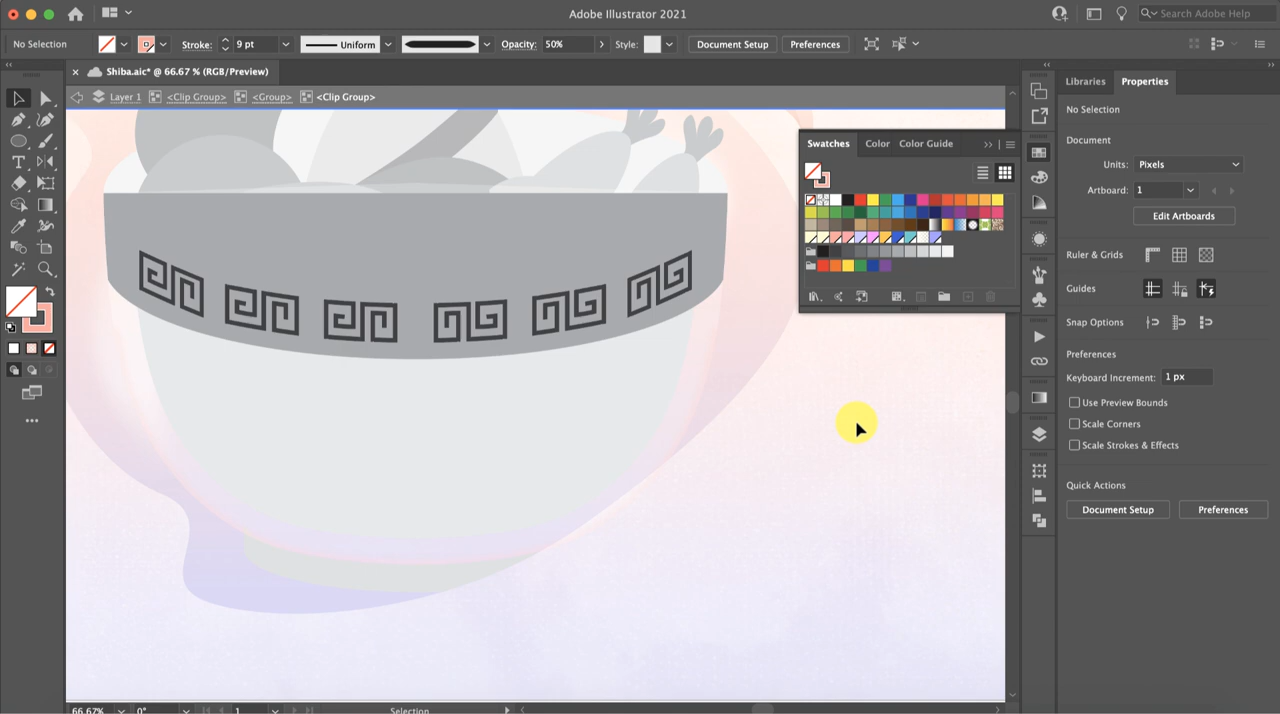 Adobe Illustrator 2021
Search Adobe Help
No Selection
Stroke:
9 pt
Uniform
Opacity:
50%
Style:
Document Setup
Preferences
× Shiba.aic* @ 66.67 % (RGB/Preview)
Layer 1
<Clip Group>
<Group>
<Clip Group>
Swatches
Color
Color Guide
Libraries
Properties
No Selection
Document
Units:
Pixels
Artboard:
1
Edit Artboards
Ruler & Grids
Guides
Snap Options
Preferences
Keyboard Increment:
1 px
Use Preview Bounds
Scale Corners
Scale Strokes & Effects
Quick Actions
Document Setup
Preferences
66.67%
0°
1
Selection